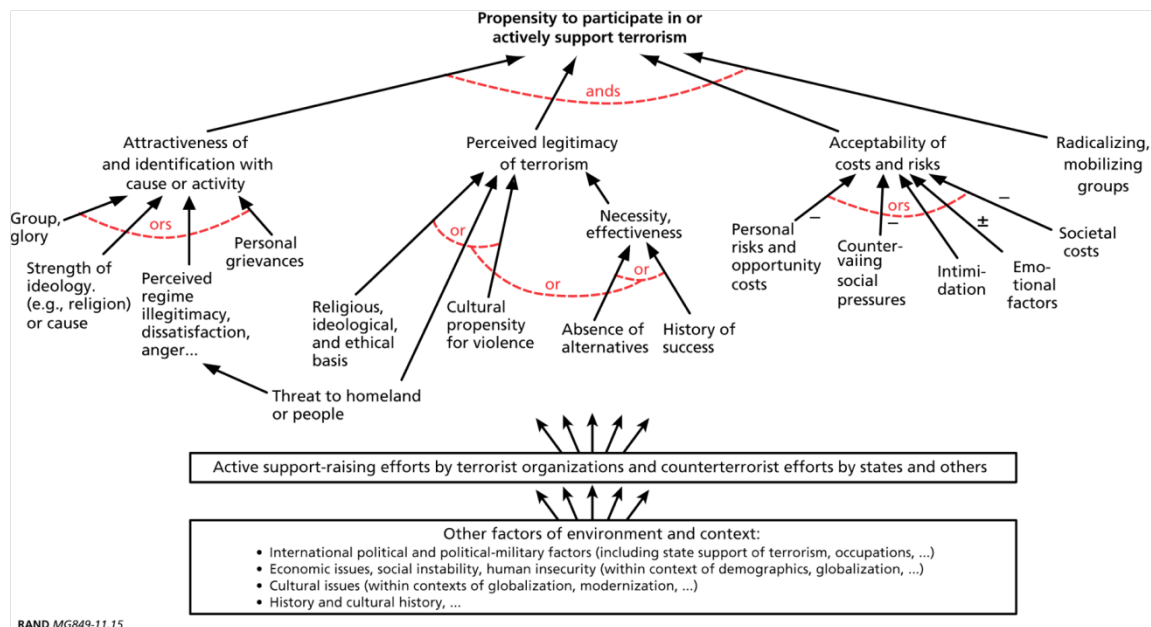 Propensity to participate in or
actively support terrorism
ands
Attractiveness of
and identification with
cause or activity
Perceived legitimacy
of terrorism
Acceptability of
costs and risks
Radicalizing,
mobilizing
groups
Group,
glory
ors
Personal
grievances
Strength of
ideology.
(e.g., religion)
or cause
Perceived
regime
illegitimacy,
dissatisfaction,
anger...
or
Necessity,
effectiveness
or
or
Religious,
ideological,
and ethical
basis
Cultural
propensity
for violence
Absence of
alternatives
History of
success
–
ors
–
±
–
Personal
risks and
opportunity
costs
Counter-
vaiing
social
pressures
Intimi-
dation
Emo-
tional
factors
Societal
costs
Threat to homeland
or people
Active support-raising efforts by terrorist organizations and counterterrorist efforts by states and others
Other factors of environment and context:
• International political and political-military factors (including state support of terrorism, occupations, ...)
• Economic issues, social instability, human insecurity (within context of demographics, globalization, ...)
• Cultural issues (within contexts of globalization, modernization, ...)
• History and cultural history, ...
RAND MG849-11.15